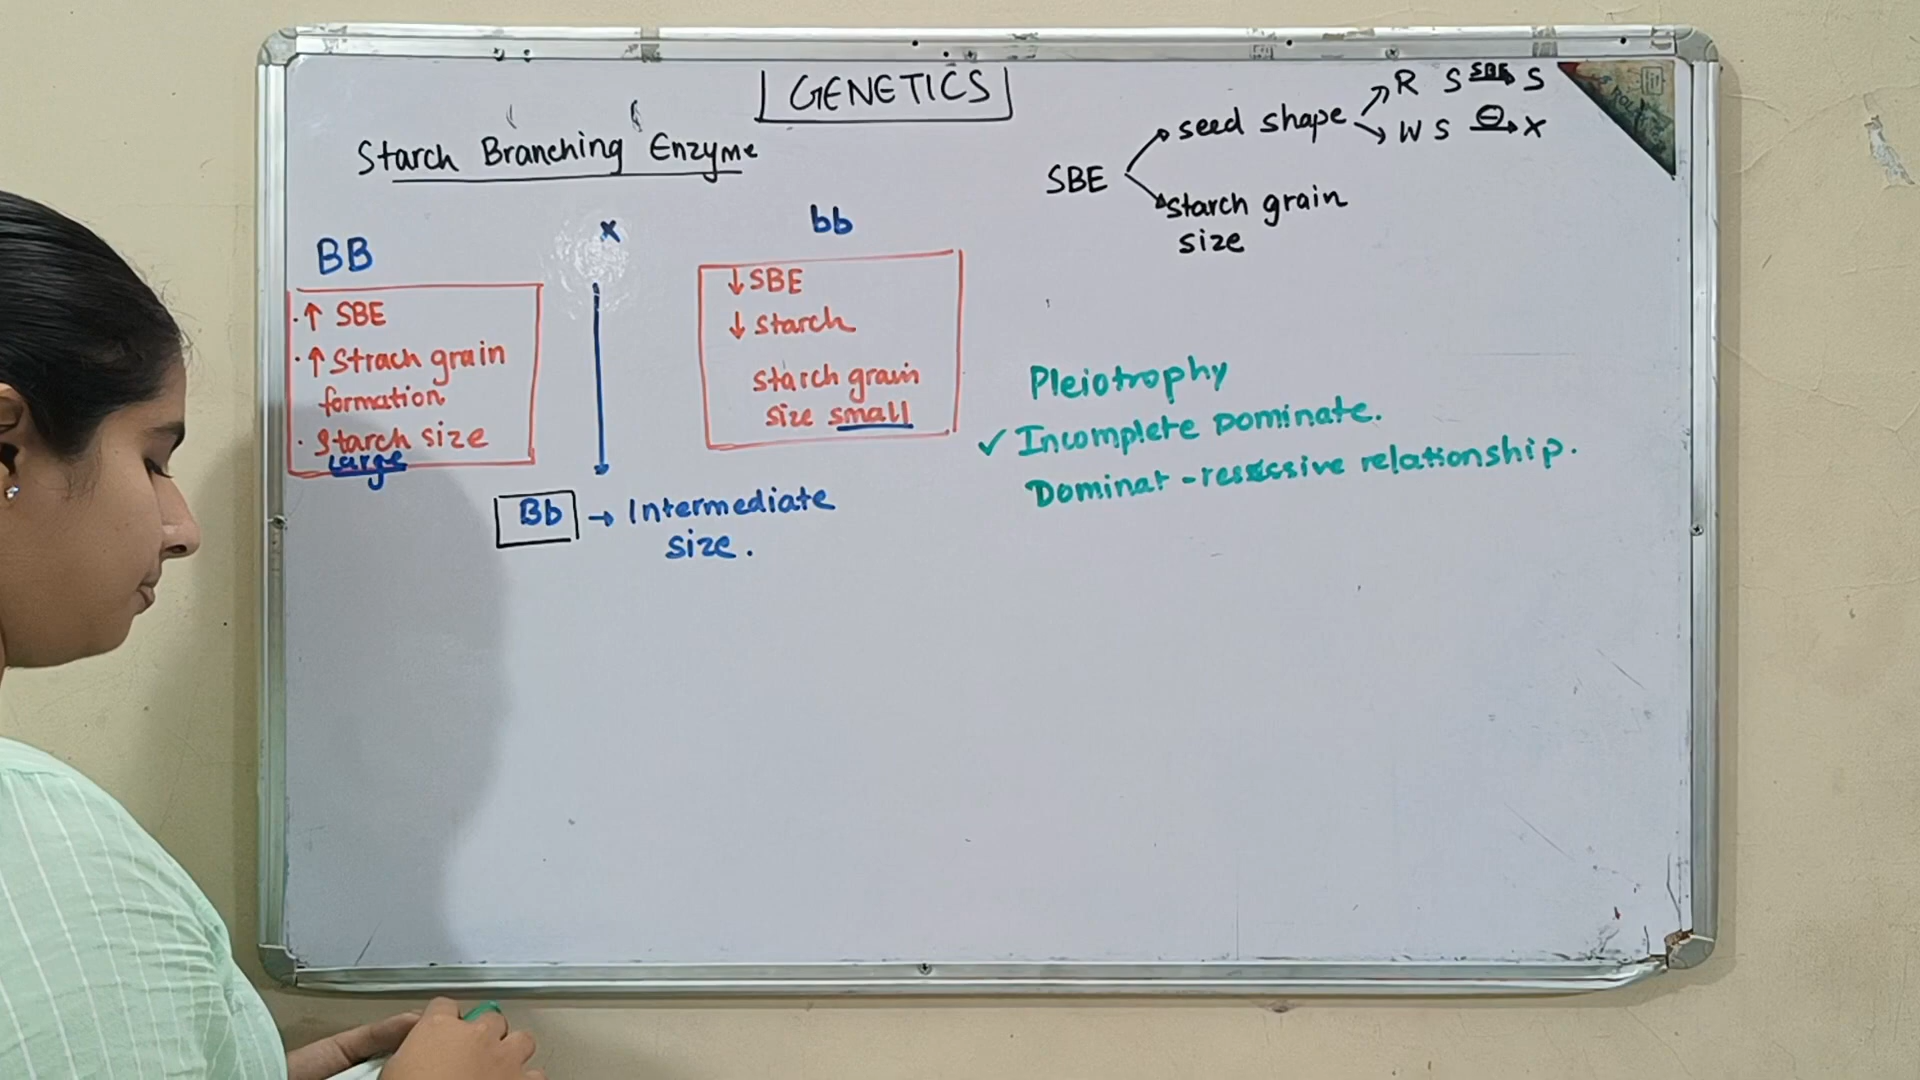 GENETICS
Starch Branching Enzyme
BB
x
bb
· ↑ SBE
· ↑ Strach grain
formation
· Starch size
Large
↓ SBE
↓ starch
starch grain
size small
Bb → Intermediate
size.
SBE
seed shape
R S SBE→ S
W S ⊖→ x
starch grain
size
Pleiotrophy
✓ Incomplete Dominate.
Dominat - resessive relationship.